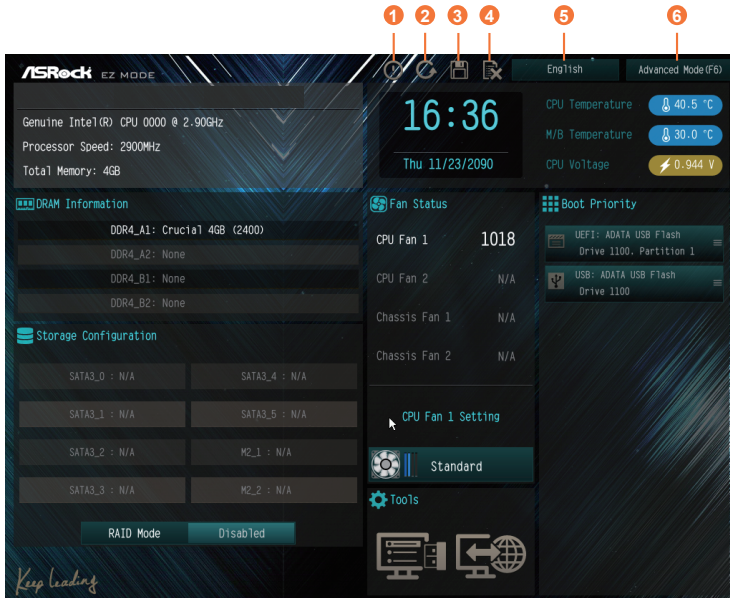 1 2 3 4 5 6
ASRock EZ MODE
English
Advanced Mode(F6)
Genuine Intel(R) CPU 0000 @ 2.90GHz
Processor Speed: 2900MHz
Total Memory: 4GB
16:36
Thu 11/23/2090
CPU Temperature 40.5 °C
M/B Temperature 30.0 °C
CPU Voltage 0.944 V
DRAM Information
DDR4_A1: Crucial 4GB (2400)
DDR4_A2: None
DDR4_B1: None
DDR4_B2: None
Storage Configuration
SATA3_0 : N/A SATA3_4 : N/A
SATA3_1 : N/A SATA3_5 : N/A
SATA3_2 : N/A M2_1 : N/A
SATA3_3 : N/A M2_2 : N/A
RAID Mode Disabled
Keep Leading
Fan Status
CPU Fan 1 1018
CPU Fan 2 N/A
Chassis Fan 1 N/A
Chassis Fan 2 N/A
CPU Fan 1 Setting
Standard
Tools
Boot Priority
UEFI: ADATA USB Flash
Drive 1100. Partition 1
USB: ADATA USB Flash
Drive 1100